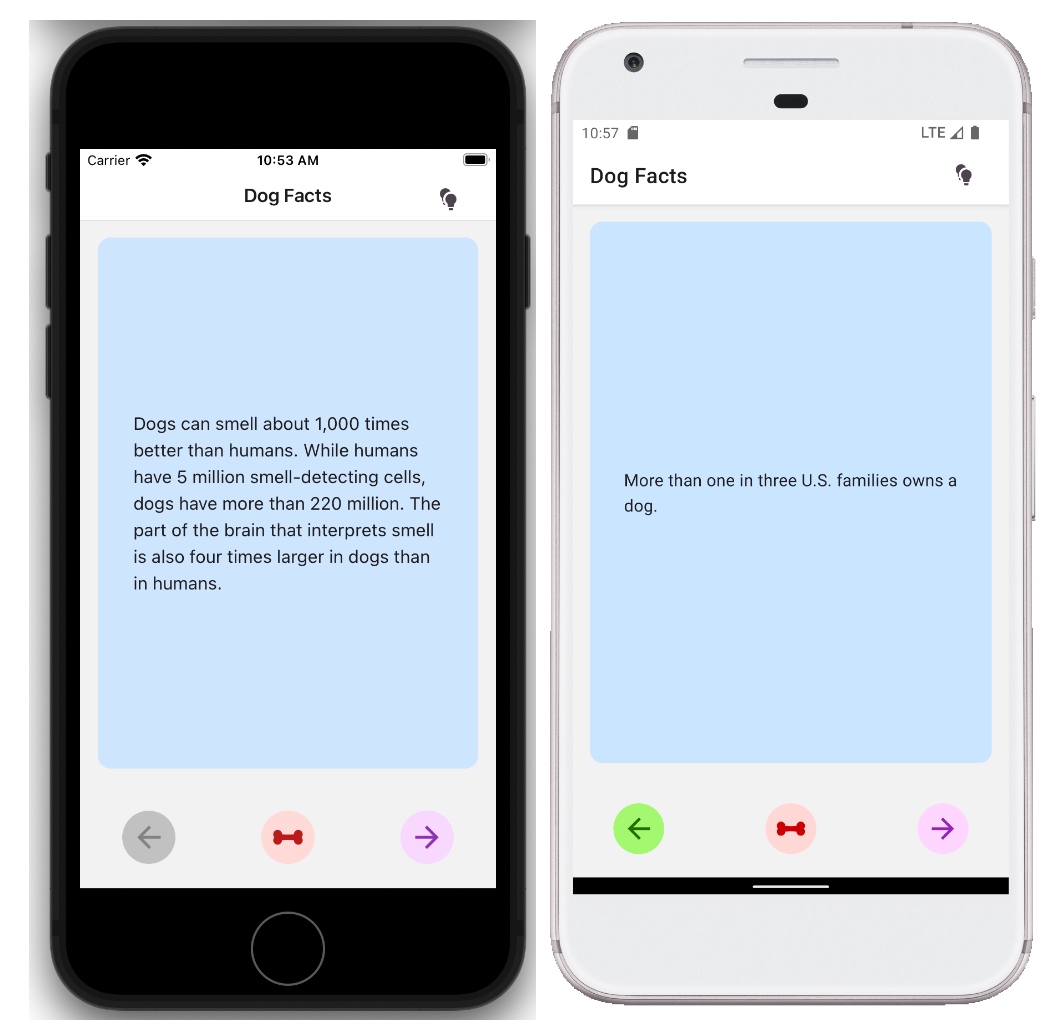 Carrier 10:53 AM
Dog Facts
Dogs can smell about 1,000 times
better than humans. While humans
have 5 million smell-detecting cells,
dogs have more than 220 million. The
part of the brain that interprets smell
is also four times larger in dogs than
in humans.
10:57 LTE
Dog Facts
More than one in three U.S. families owns a
dog.